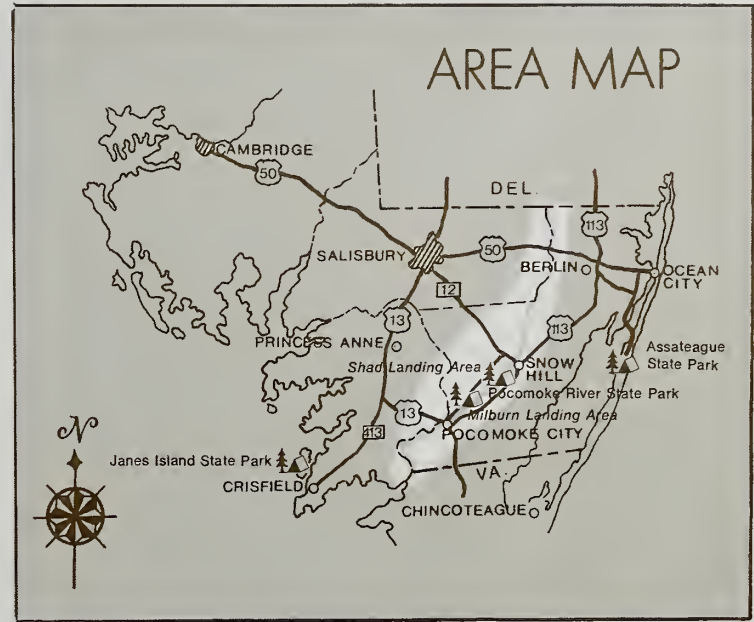 AREA MAP
CAMBRIDGE
50
DEL.
113
SALISBURY
50
BERLIN
OCEAN
CITY
12
13
113
PRINCESS ANNE
Assateague
State Park
Shad Landing Area
SNOW
HILL
Pocomoke River State Park
13
Milburn Landing Area
413
POCOMOKE CITY
N
Janes Island State Park
VA.
CRISFIELD
CHINCOTEAGUE